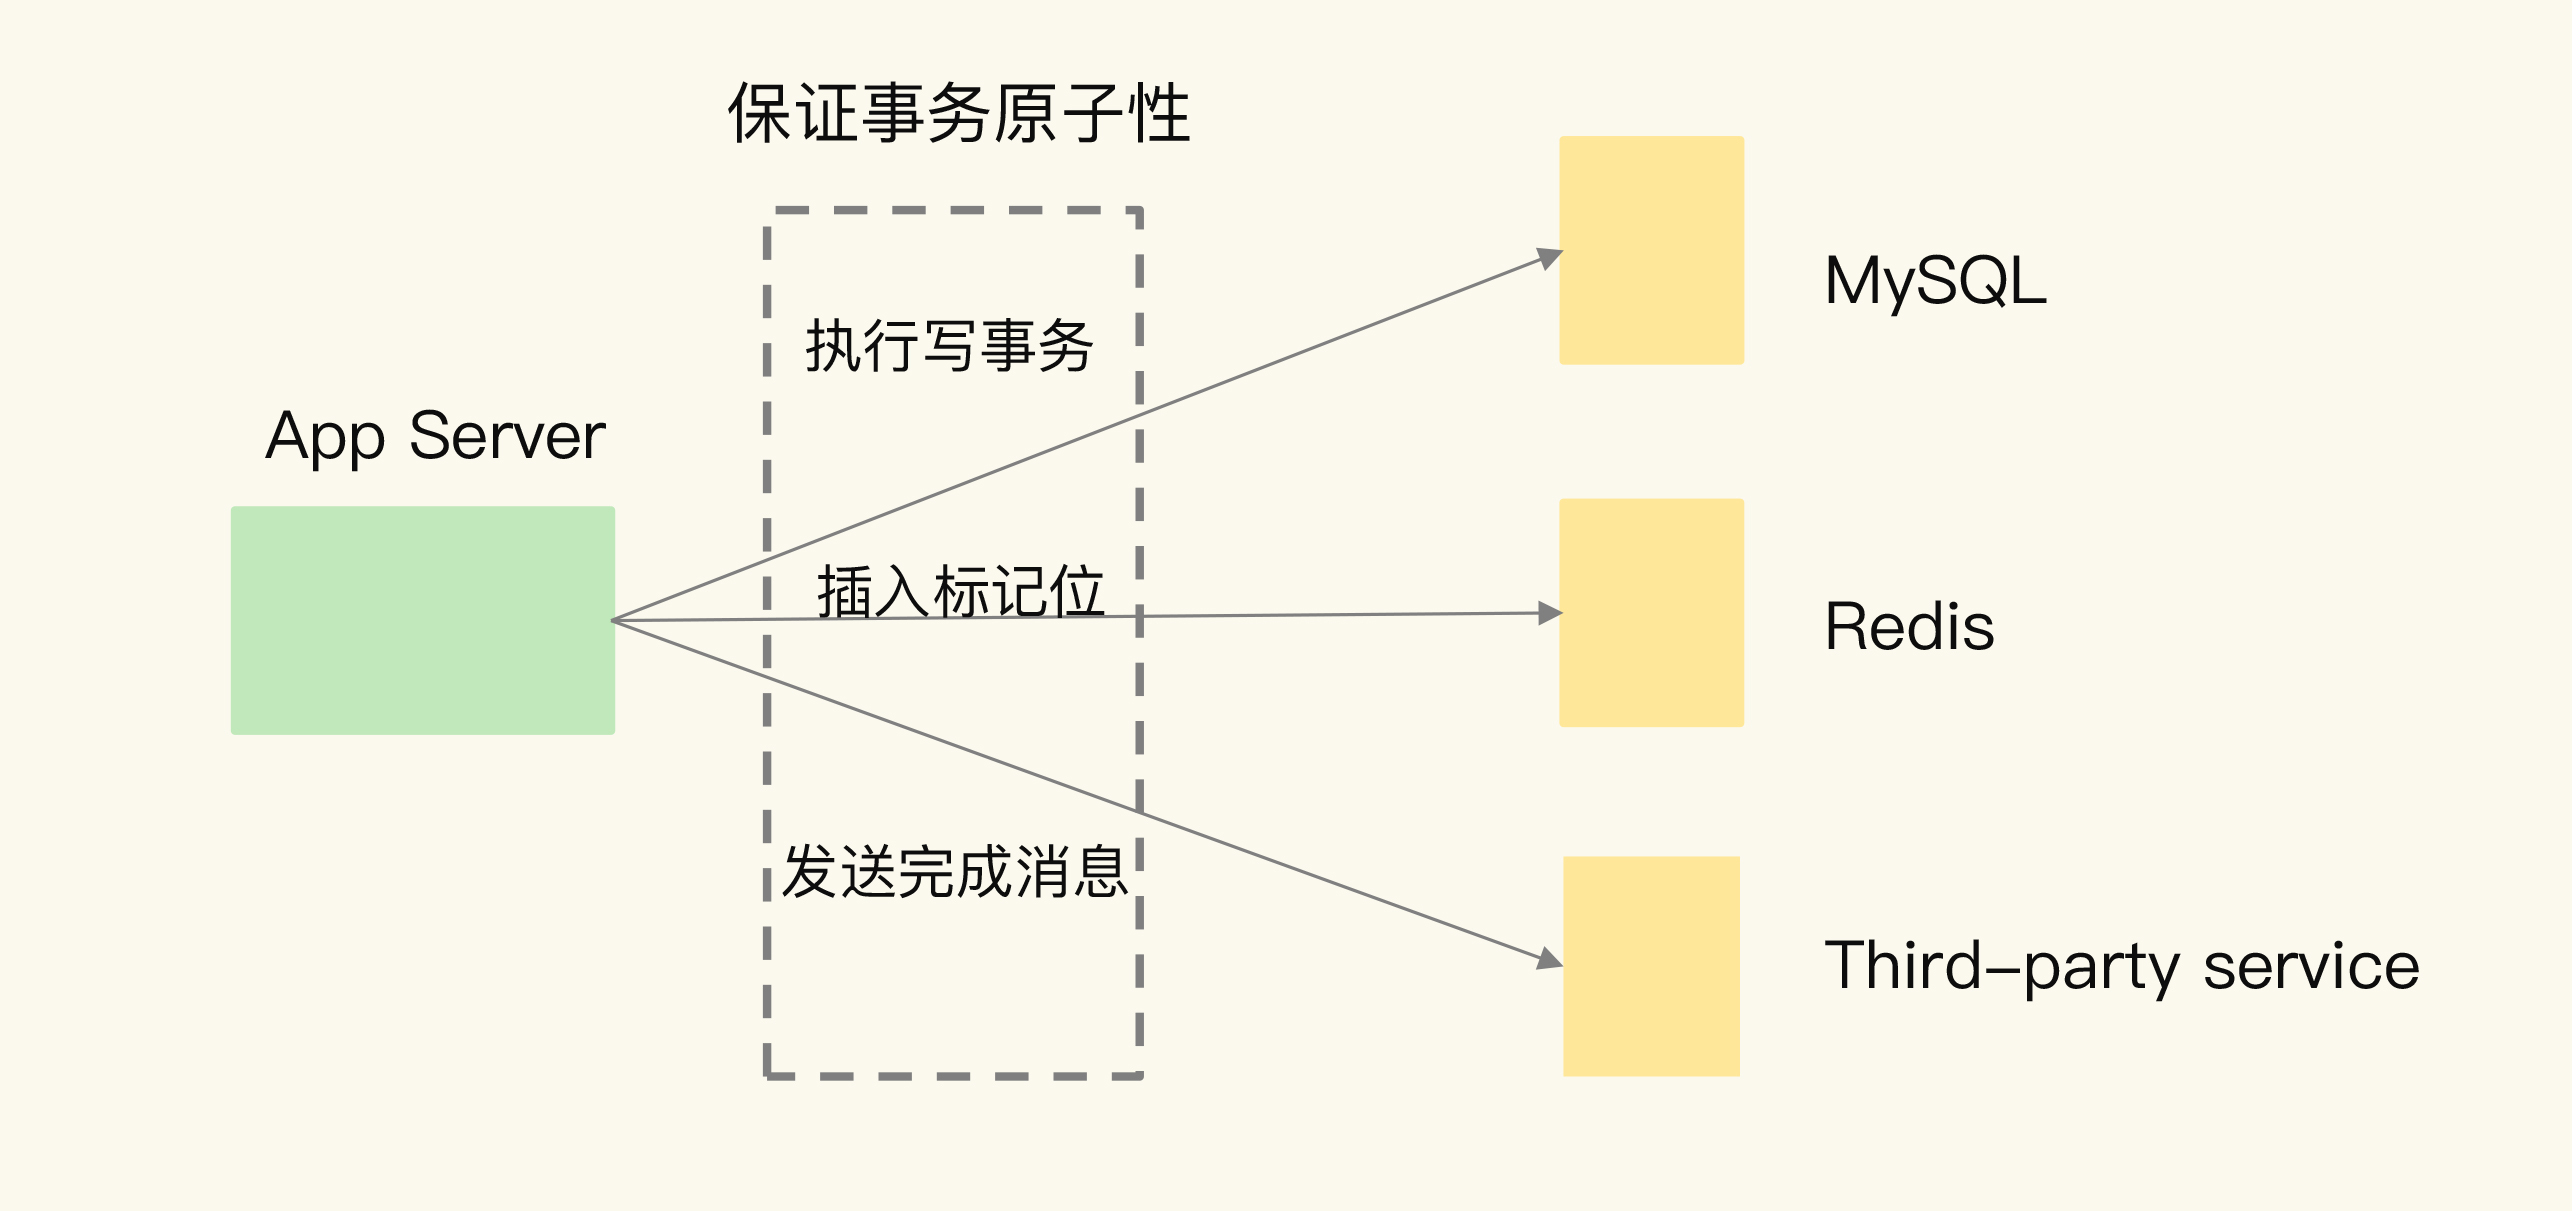 保证事务原子性
执行写事务
MySQL
App Server
插入标记位
Redis
发送完成消息
Third-party service